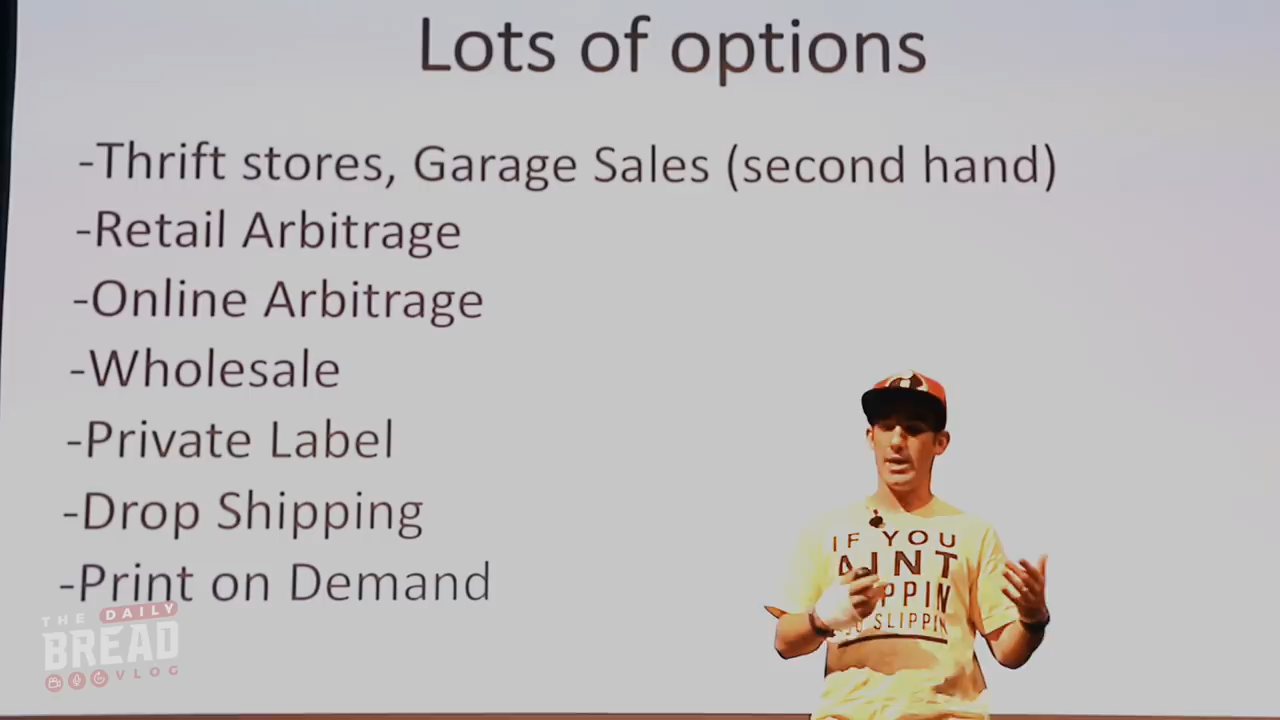 Lots of options
-Thrift stores, Garage Sales (second hand)
-Retail Arbitrage
-Online Arbitrage
-Wholesale
-Private Label
-Drop Shipping
-Print on Demand
THE DAILY
BREAD
VLOG
IF YOU
AINT
SLIPPIN